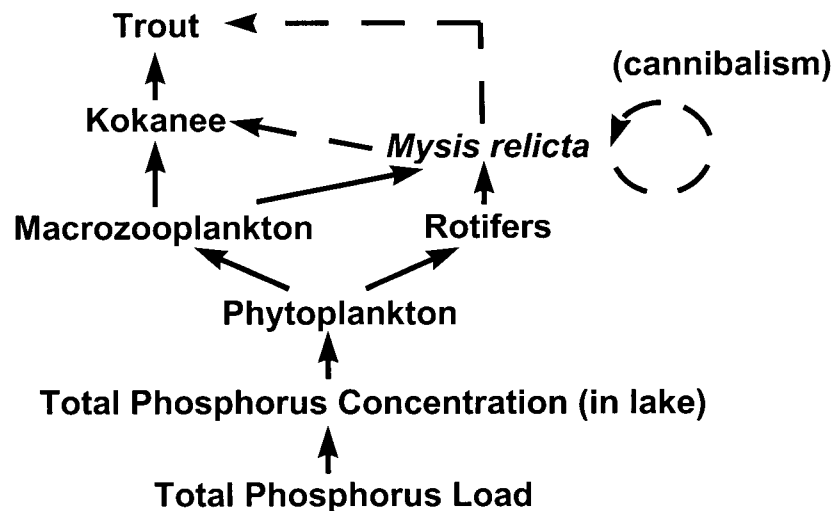 Trout
(cannibalism)
Kokanee
Mysis relicta
Macrozooplankton
Rotifers
Phytoplankton
Total Phosphorus Concentration (in lake)
Total Phosphorus Load